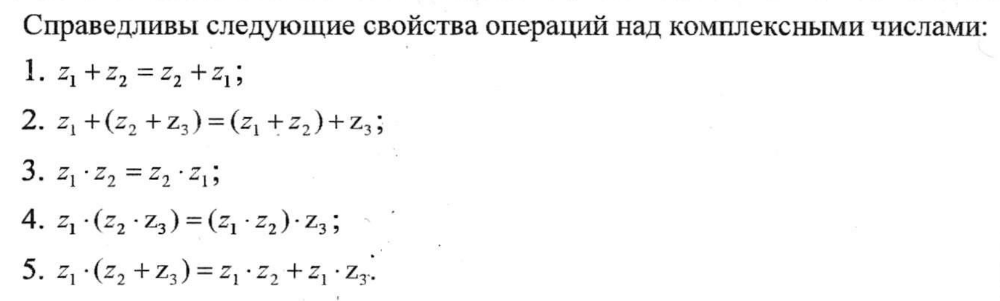 Справедливы следующие свойства операций над комплексными числами:
1. z₁ + z₂ = z₂ + z₁;
2. z₁ + (z₂ + z₃) = (z₁ + z₂) + z₃;
3. z₁ · z₂ = z₂ · z₁;
4. z₁ · (z₂ · z₃) = (z₁ · z₂) · z₃;
5. z₁ · (z₂ + z₃) = z₁ · z₂ + z₁ · z₃.